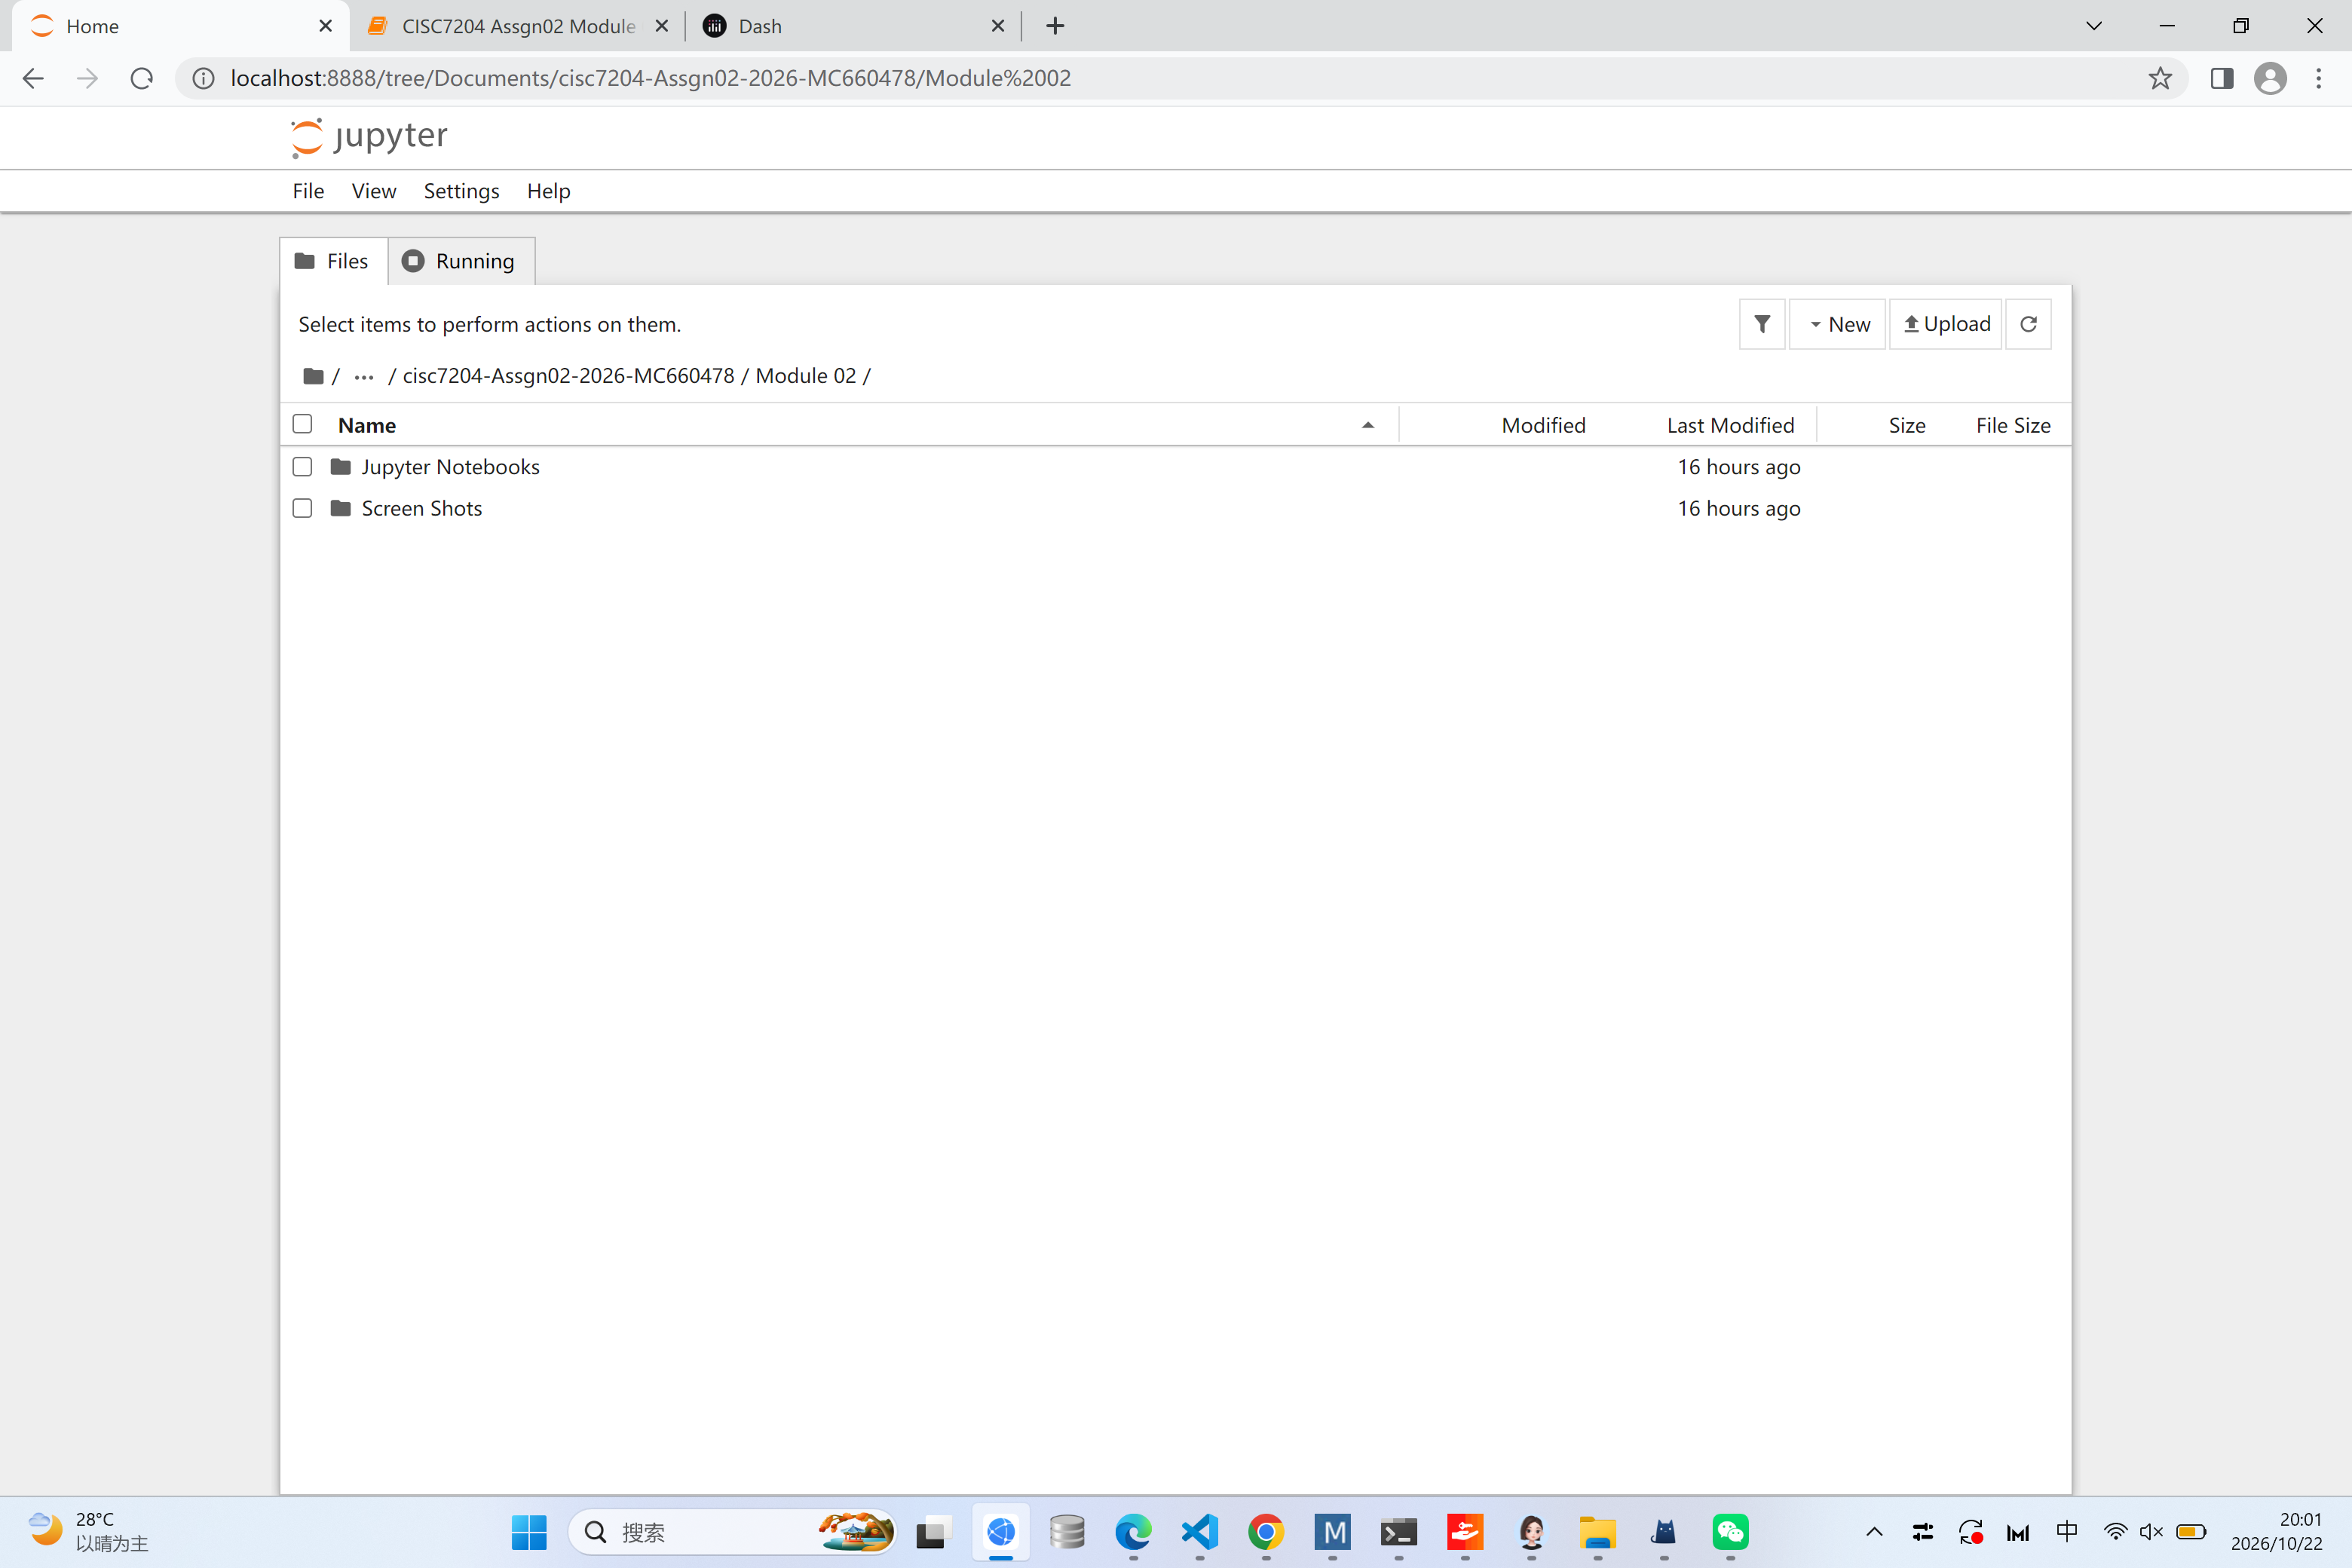 Home
CISC7204 Assgn02 Module
Dash
localhost:8888/tree/Documents/cisc7204-Assgn02-2026-MC660478/Module%2002
jupyter
File View Settings Help
Files Running
Select items to perform actions on them.
New Upload
/ ··· / cisc7204-Assgn02-2026-MC660478 / Module 02 /
Name Modified Last Modified Size File Size
Jupyter Notebooks 16 hours ago
Screen Shots 16 hours ago
28°C
以晴为主
搜索
M
中
20:01
2026/10/22